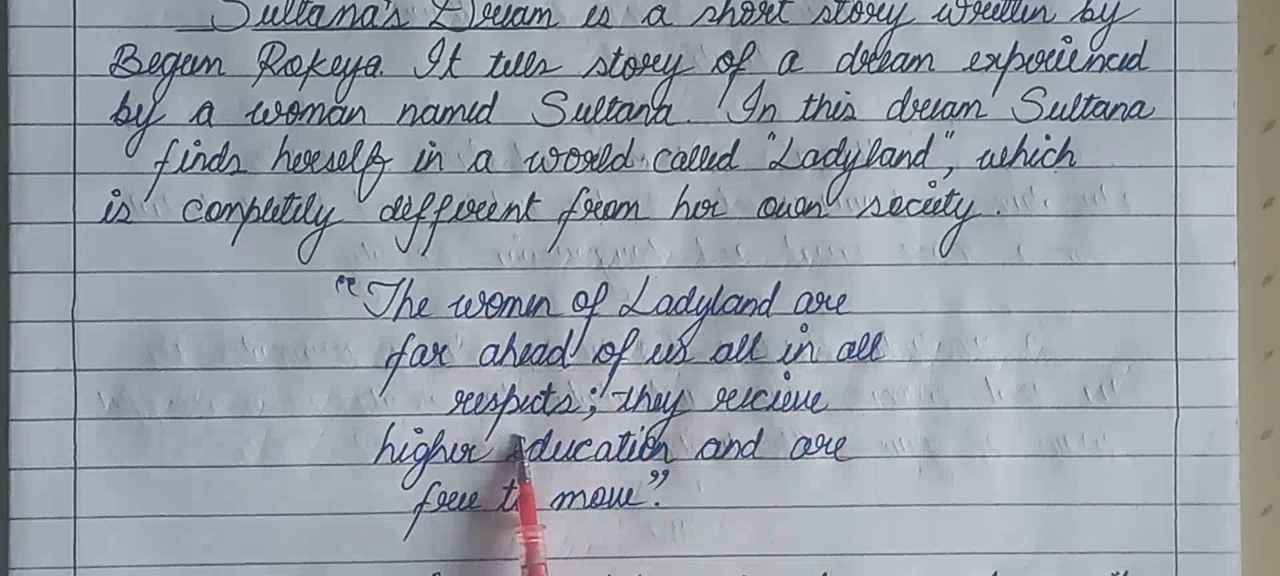 Sultana's Dream is a short story written by
Begum Rokeya. It tells story of a dream experienced
by a woman named Sultana. In this dream Sultana
finds herself in a world called "Ladyland", which
is completely different from her own society.
"The women of Ladyland are
far ahead of us all in all
respects; they recieve
higher education and are
free to move".